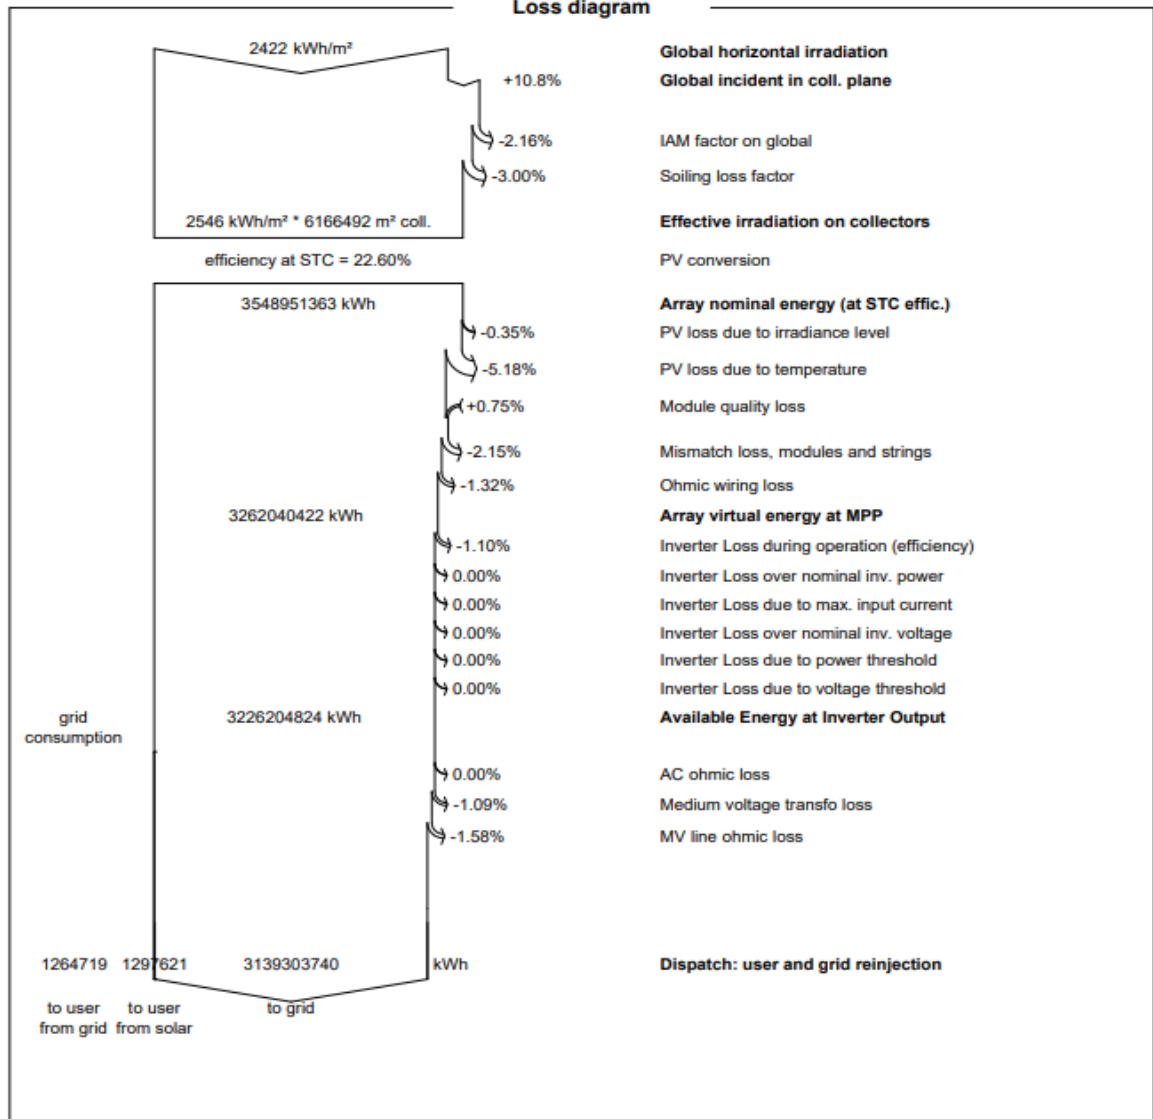 Loss diagram
2422 kWh/m²
Global horizontal irradiation
+10.8%
Global incident in coll. plane
-2.16%
IAM factor on global
-3.00%
Soiling loss factor
2546 kWh/m² * 6166492 m² coll.
Effective irradiation on collectors
efficiency at STC = 22.60%
PV conversion
3548951363 kWh
Array nominal energy (at STC effic.)
-0.35%
PV loss due to irradiance level
-5.18%
PV loss due to temperature
+0.75%
Module quality loss
-2.15%
Mismatch loss, modules and strings
-1.32%
Ohmic wiring loss
3262040422 kWh
Array virtual energy at MPP
-1.10%
Inverter Loss during operation (efficiency)
0.00%
Inverter Loss over nominal inv. power
0.00%
Inverter Loss due to max. input current
0.00%
Inverter Loss over nominal inv. voltage
0.00%
Inverter Loss due to power threshold
0.00%
Inverter Loss due to voltage threshold
grid
consumption
3226204824 kWh
Available Energy at Inverter Output
0.00%
AC ohmic loss
-1.09%
Medium voltage transfo loss
-1.58%
MV line ohmic loss
1264719
1297621
3139303740
kWh
Dispatch: user and grid reinjection
to user
from grid
to user
from solar
to grid